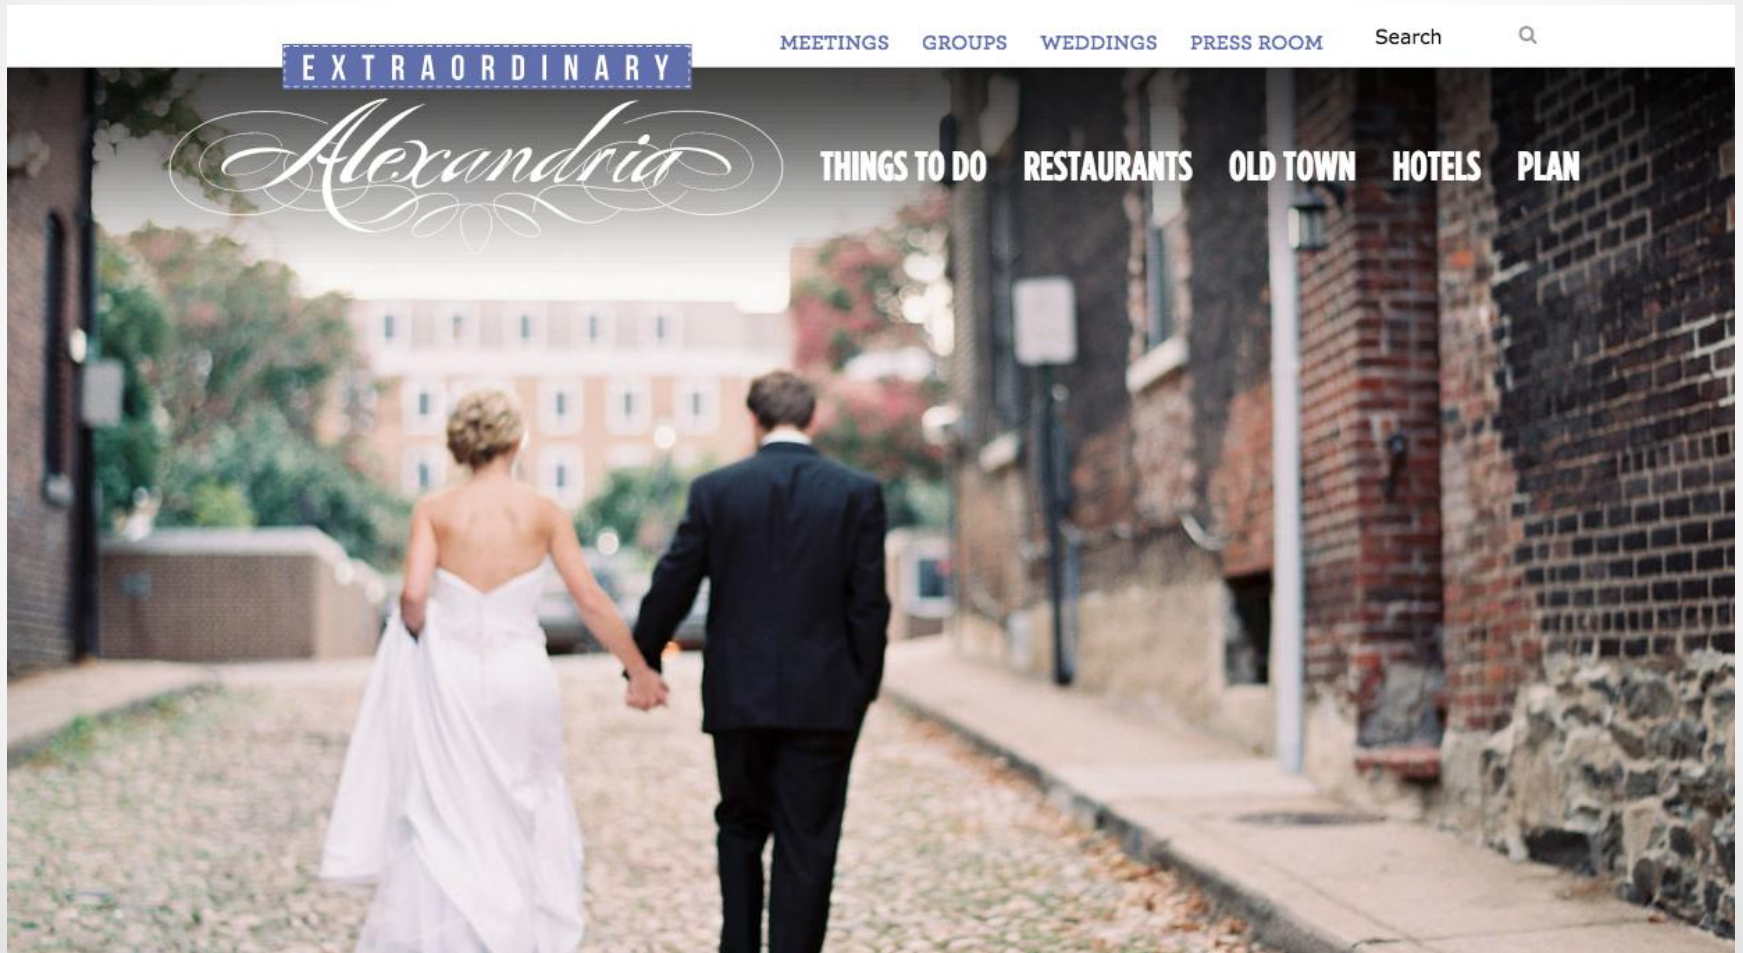 MEETINGS GROUPS WEDDINGS PRESS ROOM Search
EXTRAORDINARY
Alexandria
THINGS TO DO RESTAURANTS OLD TOWN HOTELS PLAN